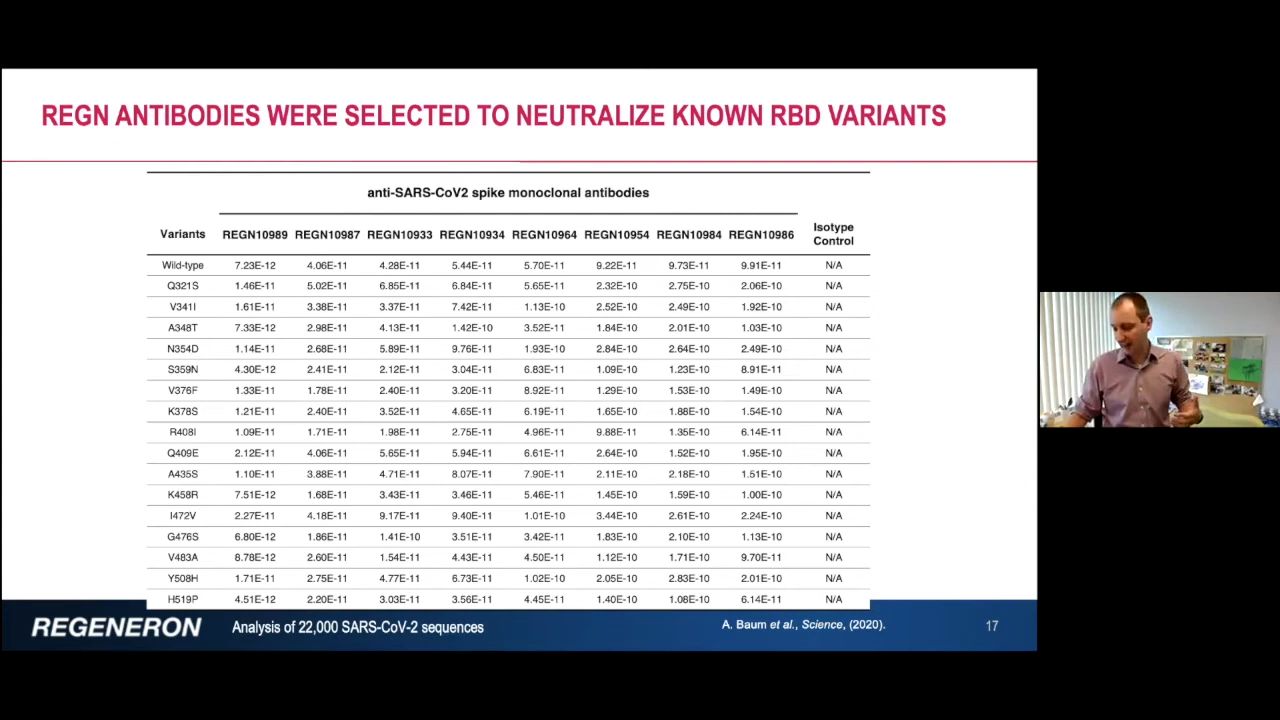 REGN ANTIBODIES WERE SELECTED TO NEUTRALIZE KNOWN RBD VARIANTS
anti-SARS-CoV2 spike monoclonal antibodies
Variants REGN10989 REGN10987 REGN10933 REGN10934 REGN10964 REGN10954 REGN10984 REGN10986 Isotype Control
Wild-type 7.23E-12 4.06E-11 4.28E-11 5.44E-11 5.70E-11 9.22E-11 9.73E-11 9.91E-11 N/A
Q321S 1.46E-11 5.02E-11 6.85E-11 6.84E-11 5.65E-11 2.32E-10 2.75E-10 2.06E-10 N/A
V341I 1.61E-11 3.38E-11 3.37E-11 7.42E-11 1.13E-10 2.52E-10 2.49E-10 1.92E-10 N/A
A348T 7.33E-12 2.98E-11 4.13E-11 1.42E-10 3.52E-11 1.84E-10 2.01E-10 1.03E-10 N/A
N354D 1.14E-11 2.68E-11 5.89E-11 9.76E-11 1.93E-10 2.84E-10 2.64E-10 2.49E-10 N/A
S359N 4.30E-12 2.41E-11 2.12E-11 3.04E-11 6.83E-11 1.09E-10 1.23E-10 8.91E-11 N/A
V376F 1.33E-11 1.78E-11 2.40E-11 3.20E-11 8.92E-11 1.29E-10 1.53E-10 1.49E-10 N/A
K378S 1.21E-11 2.40E-11 3.52E-11 4.65E-11 6.19E-11 1.65E-10 1.88E-10 1.54E-10 N/A
R408I 1.09E-11 1.71E-11 1.98E-11 2.75E-11 4.96E-11 9.88E-11 1.35E-10 6.14E-11 N/A
Q409E 2.12E-11 4.06E-11 5.65E-11 5.94E-11 6.61E-11 2.64E-10 1.52E-10 1.95E-10 N/A
A435S 1.10E-11 3.88E-11 4.71E-11 8.07E-11 7.90E-11 2.11E-10 2.18E-10 1.51E-10 N/A
K458R 7.51E-12 1.68E-11 3.43E-11 3.46E-11 5.46E-11 1.45E-10 1.59E-10 1.00E-10 N/A
I472V 2.27E-11 4.18E-11 9.17E-11 9.40E-11 1.01E-10 3.44E-10 2.61E-10 2.24E-10 N/A
G476S 6.80E-12 1.86E-11 1.41E-10 3.51E-11 3.42E-11 1.83E-10 2.10E-10 1.13E-10 N/A
V483A 8.78E-12 2.60E-11 1.54E-11 4.43E-11 4.50E-11 1.12E-10 1.71E-10 9.70E-11 N/A
Y508H 1.71E-11 2.75E-11 4.77E-11 6.73E-11 1.02E-10 2.05E-10 2.83E-10 2.01E-10 N/A
H519P 4.51E-12 2.20E-11 3.03E-11 3.56E-11 4.45E-11 1.40E-10 1.08E-10 6.14E-11 N/A
REGENERON Analysis of 22,000 SARS-CoV-2 sequences A. Baum et al., Science, (2020). 17